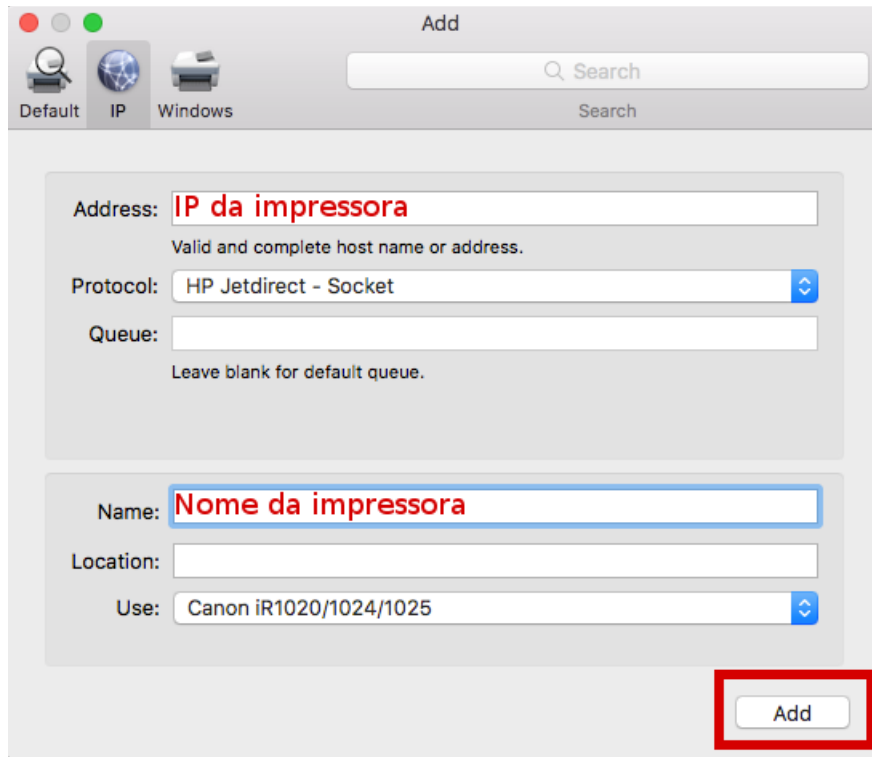 Add
Search
Default IP Windows Search
Address: IP da impressora
Valid and complete host name or address.
Protocol: HP Jetdirect - Socket
Queue:
Leave blank for default queue.
Name: Nome da impressora
Location:
Use: Canon iR1020/1024/1025
Add